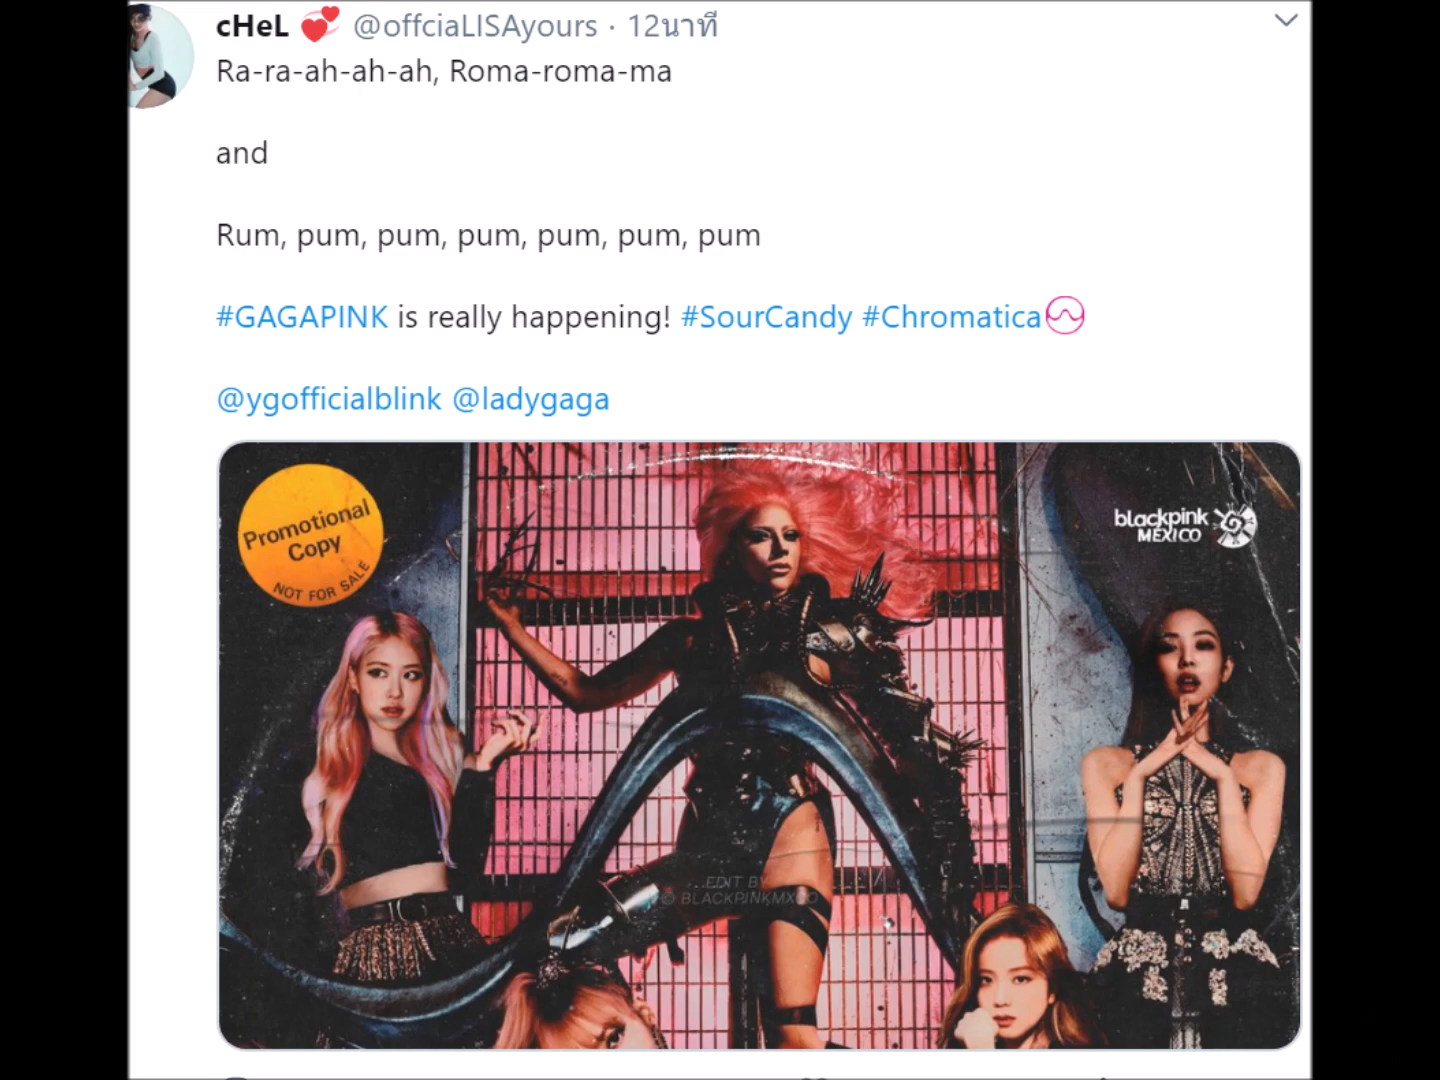 cHeL 💞 @offciaLISAyours · 12นาที
Ra-ra-ah-ah-ah, Roma-roma-ma
and
Rum, pum, pum, pum, pum, pum, pum
#GAGAPINK is really happening! #SourCandy #Chromatica
@ygofficialblink @ladygaga
Promotional
Copy
NOT FOR SALE
blackpink
MEXICO
EDIT BY
© BLACKPINKMXCO